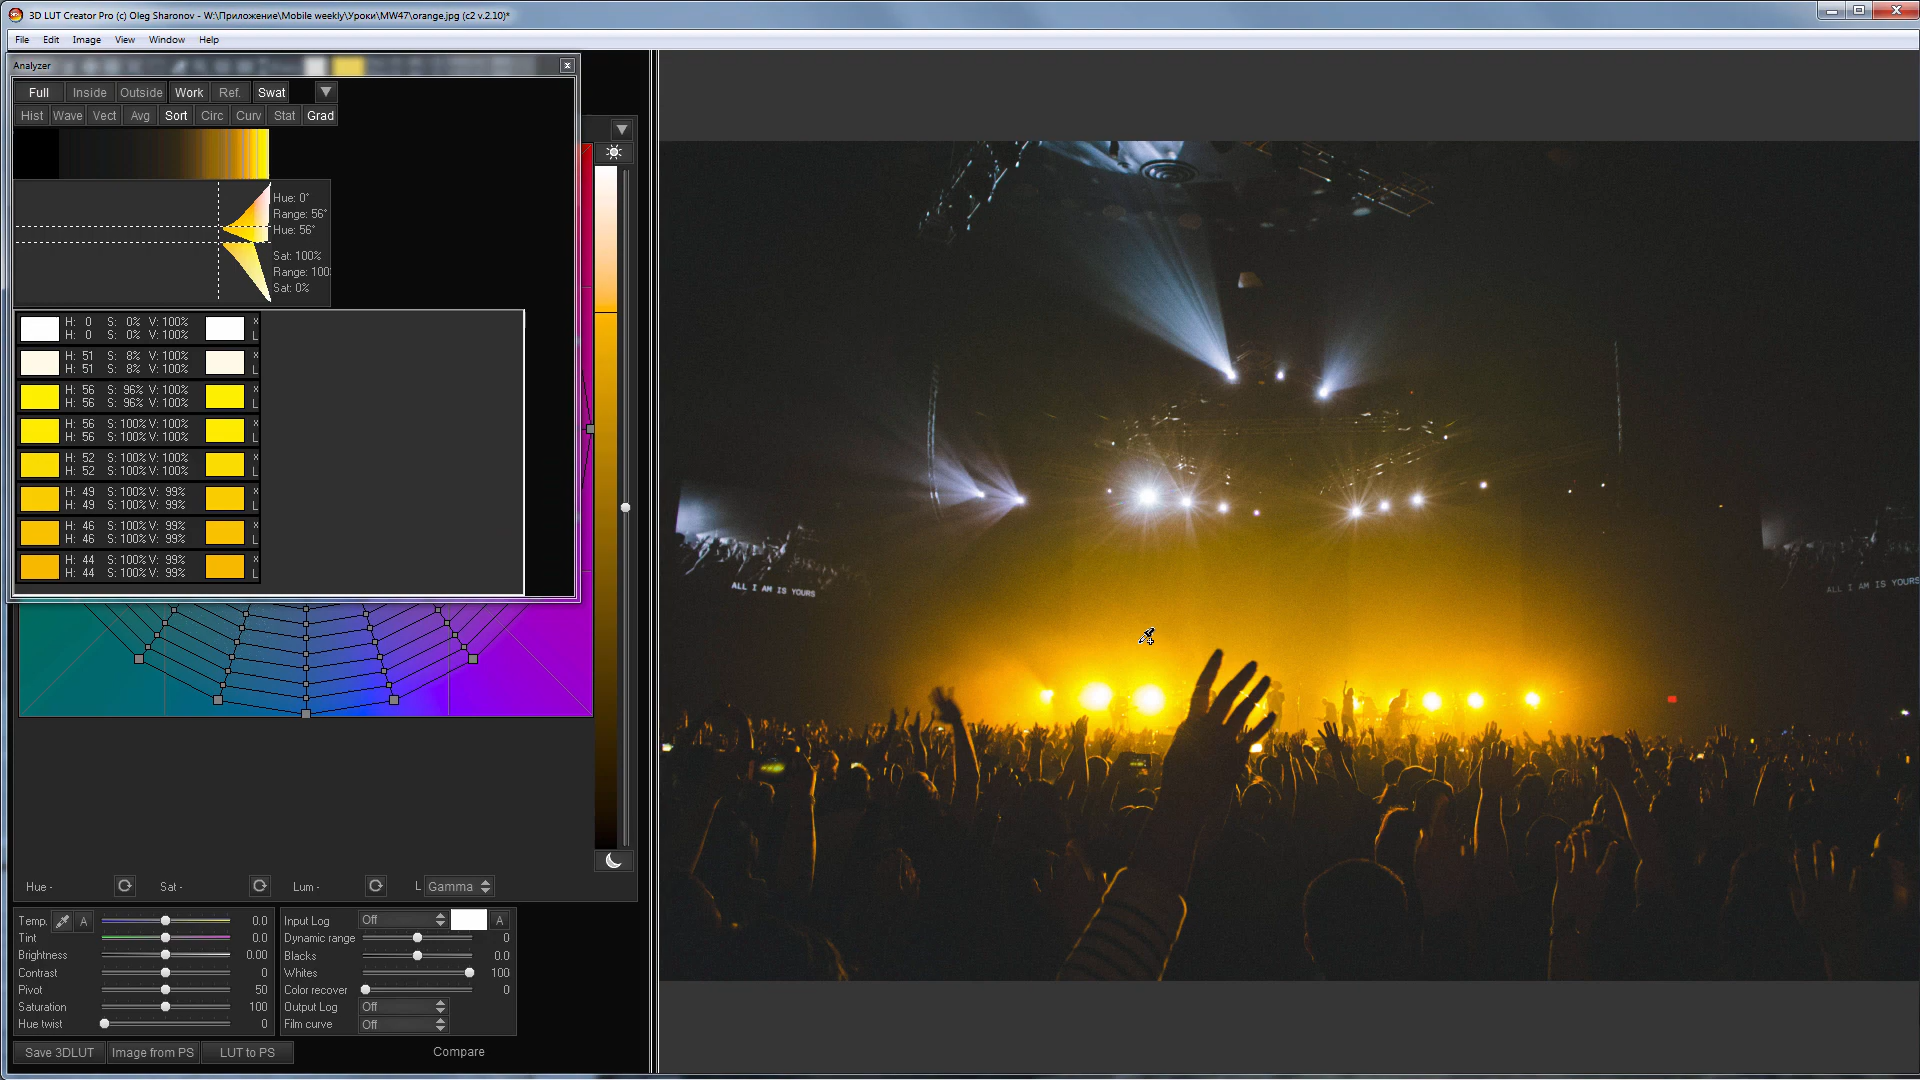 3D LUT Creator Pro (c) Oleg Sharonov - W:\Приложение\Mobile weekly\Уроки\MW47\orange.jpg (c2 v.2.10)*
File Edit Image View Window Help
Analyzer
Full Inside Outside Work Ref. Swat
Hist Wave Vect Avg Sort Circ Curv Stat Grad
Hue: 0°
Range: 56°
Hue: 56°
Sat: 100%
Range: 100
Sat: 0%
H: 0 S: 0% V: 100% x
H: 0 S: 0% V: 100% L
H: 51 S: 8% V: 100% x
H: 51 S: 8% V: 100% L
H: 56 S: 96% V: 100% x
H: 56 S: 96% V: 100% L
H: 56 S: 100% V: 100% x
H: 56 S: 100% V: 100% L
H: 52 S: 100% V: 100% x
H: 52 S: 100% V: 100% L
H: 49 S: 100% V: 99% x
H: 49 S: 100% V: 99% L
H: 46 S: 100% V: 99% x
H: 46 S: 100% V: 99% L
H: 44 S: 100% V: 99% x
H: 44 S: 100% V: 99% L
ALL I AM IS YOURS
ALL I AM IS YOURS
Hue - Sat - Lum - L Gamma
Temp. A 0.0
Tint 0.0
Brightness 0.00
Contrast 0
Pivot 50
Saturation 100
Hue twist 0
Input Log Off A
Dynamic range 0
Blacks 0.0
Whites 100
Color recover 0
Output Log Off
Film curve Off
Save 3DLUT Image from PS LUT to PS Compare